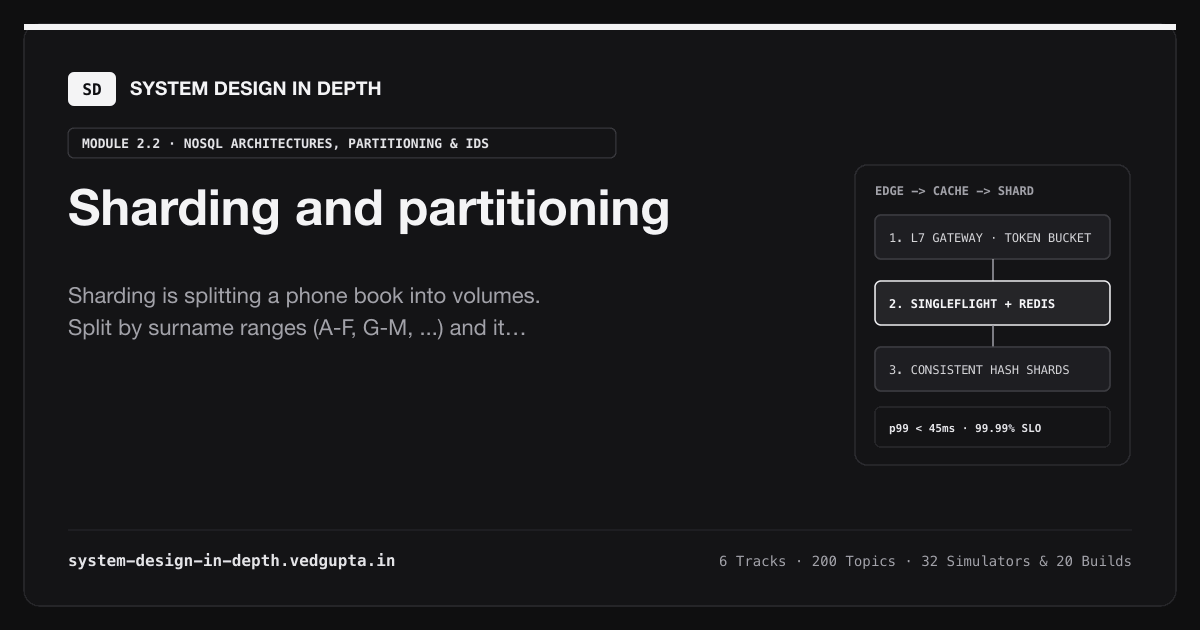 SD
SYSTEM DESIGN IN DEPTH
MODULE 2.2 · NOSQL ARCHITECTURES, PARTITIONING & IDS
Sharding and partitioning
Sharding is splitting a phone book into volumes.
Split by surname ranges (A-F, G-M, ...) and it…
EDGE -> CACHE -> SHARD
1. L7 GATEWAY · TOKEN BUCKET
2. SINGLEFLIGHT + REDIS
3. CONSISTENT HASH SHARDS
p99 < 45ms · 99.99% SLO
system-design-in-depth.vedgupta.in
6 Tracks · 200 Topics · 32 Simulators & 20 Builds